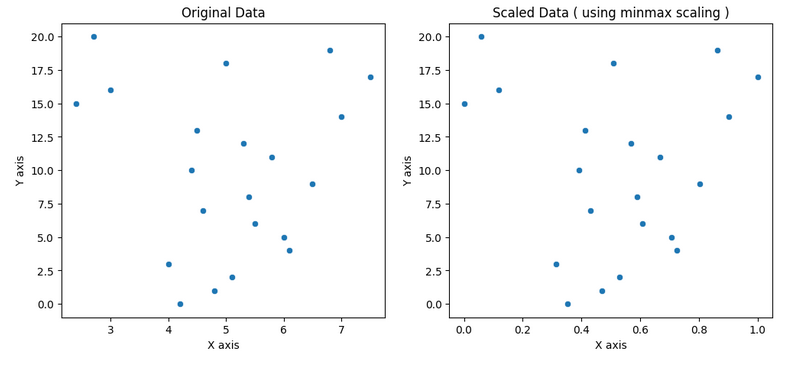 Original Data
Scaled Data ( using minmax scaling )
20.0
17.5
15.0
12.5
10.0
7.5
5.0
2.5
0.0
Y axis
3 4 5 6 7
X axis
20.0
17.5
15.0
12.5
10.0
7.5
5.0
2.5
0.0
Y axis
0.0 0.2 0.4 0.6 0.8 1.0
X axis